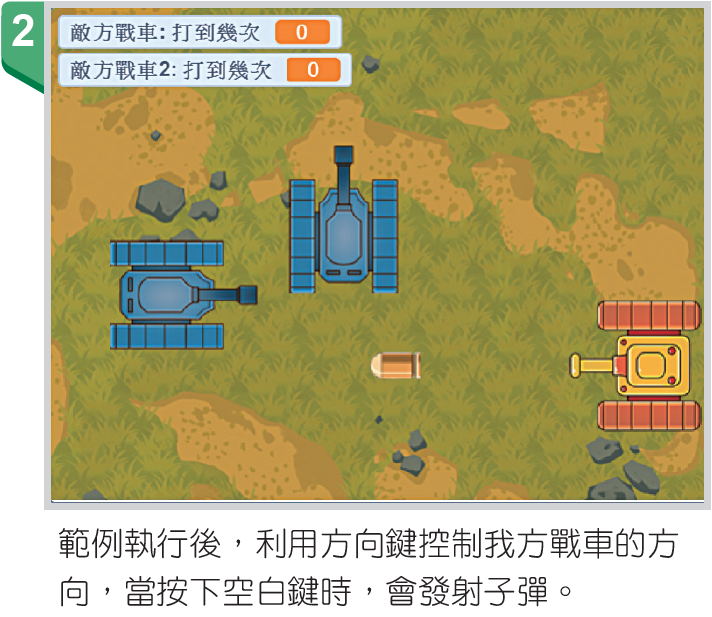 2
敵方戰車: 打到幾次 0
敵方戰車2: 打到幾次 0
範例執行後，利用方向鍵控制我方戰車的方
向，當按下空白鍵時，會發射子彈。